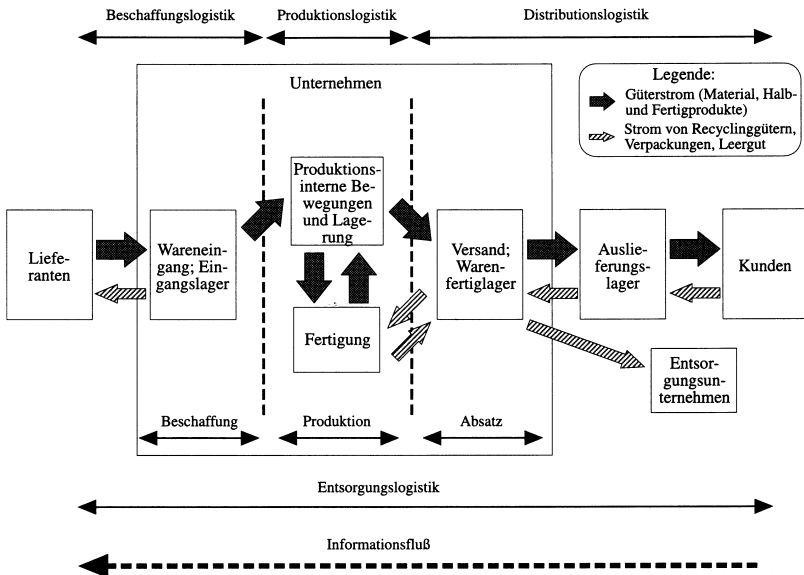 Beschaffungslogistik
Produktionslogistik
Distributionslogistik
Unternehmen
Legende:
Güterstrom (Material, Halb-
und Fertigprodukte)
Strom von Recyclinggütern,
Verpackungen, Leergut
Produktions-
interne Be-
wegungen
und Lage-
rung
Liefe-
ranten
Warenein-
gang; Ein-
gangslager
Versand;
Waren-
fertiglager
Auslie-
ferungs-
lager
Kunden
Fertigung
Entsor-
gungsun-
ternehmen
Beschaffung
Produktion
Absatz
Entsorgungslogistik
Informationsfluß